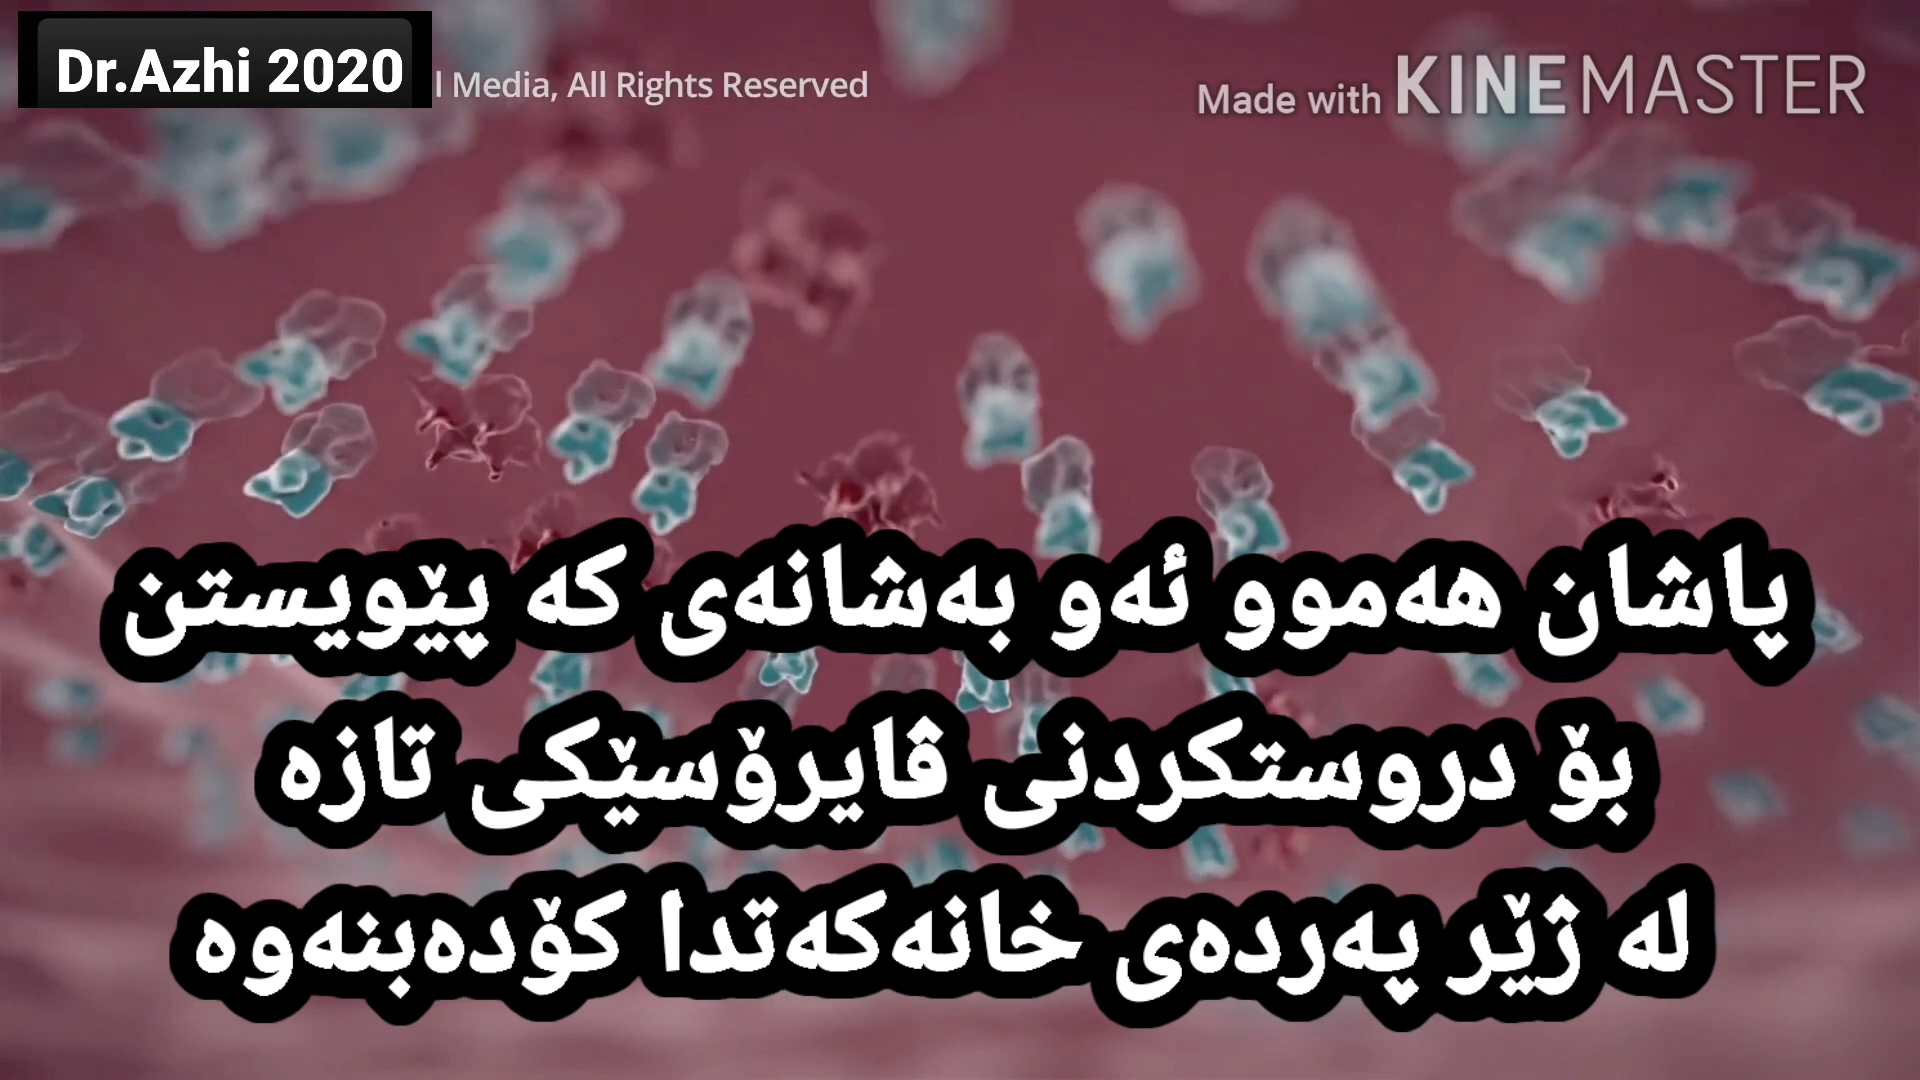 Dr.Azhi 2020
l Media, All Rights Reserved
Made with KINEMASTER
پاشان هەموو ئەو بەشانەی کە پێویستن
بۆ دروستکردنی ڤایرۆسێکی تازە
لە ژێر پەردەی خانەکەتدا کۆدەبنەوە